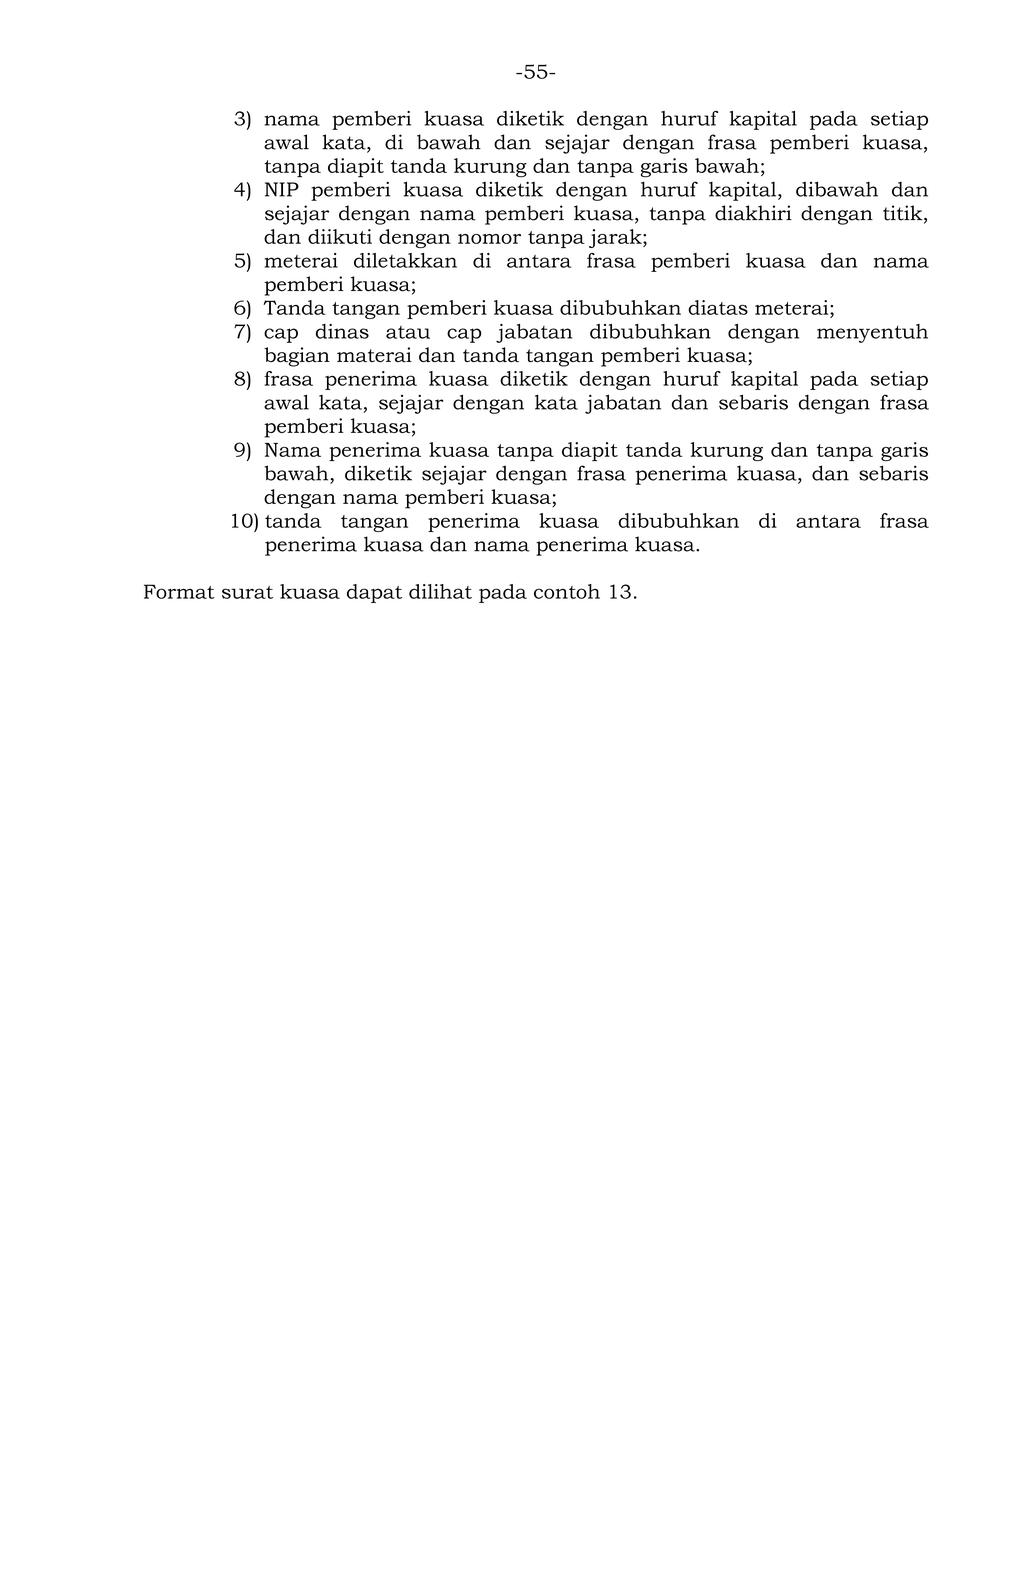 -55-
3) nama pemberi kuasa diketik dengan huruf kapital pada setiap
awal kata, di bawah dan sejajar dengan frasa pemberi kuasa,
tanpa diapit tanda kurung dan tanpa garis bawah;
4) NIP pemberi kuasa diketik dengan huruf kapital, dibawah dan
sejajar dengan nama pemberi kuasa, tanpa diakhiri dengan titik,
dan diikuti dengan nomor tanpa jarak;
5) meterai diletakkan di antara frasa pemberi kuasa dan nama
pemberi kuasa;
6) Tanda tangan pemberi kuasa dibubuhkan diatas meterai;
7) cap dinas atau cap jabatan dibubuhkan dengan menyentuh
bagian materai dan tanda tangan pemberi kuasa;
8) frasa penerima kuasa diketik dengan huruf kapital pada setiap
awal kata, sejajar dengan kata jabatan dan sebaris dengan frasa
pemberi kuasa;
9) Nama penerima kuasa tanpa diapit tanda kurung dan tanpa garis
bawah, diketik sejajar dengan frasa penerima kuasa, dan sebaris
dengan nama pemberi kuasa;
10) tanda tangan penerima kuasa dibubuhkan di antara frasa
penerima kuasa dan nama penerima kuasa.
Format surat kuasa dapat dilihat pada contoh 13.